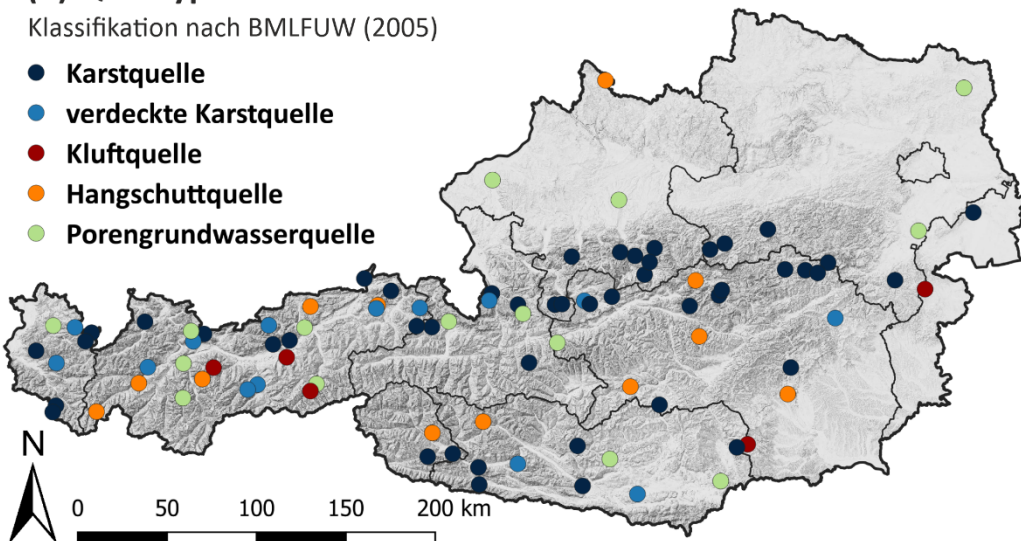 Klassifikation nach BMLFUW (2005)
Karstquelle
verdeckte Karstquelle
Kluftquelle
Hangschuttquelle
Porengrundwasserquelle
N
0 50 100 150 200 km